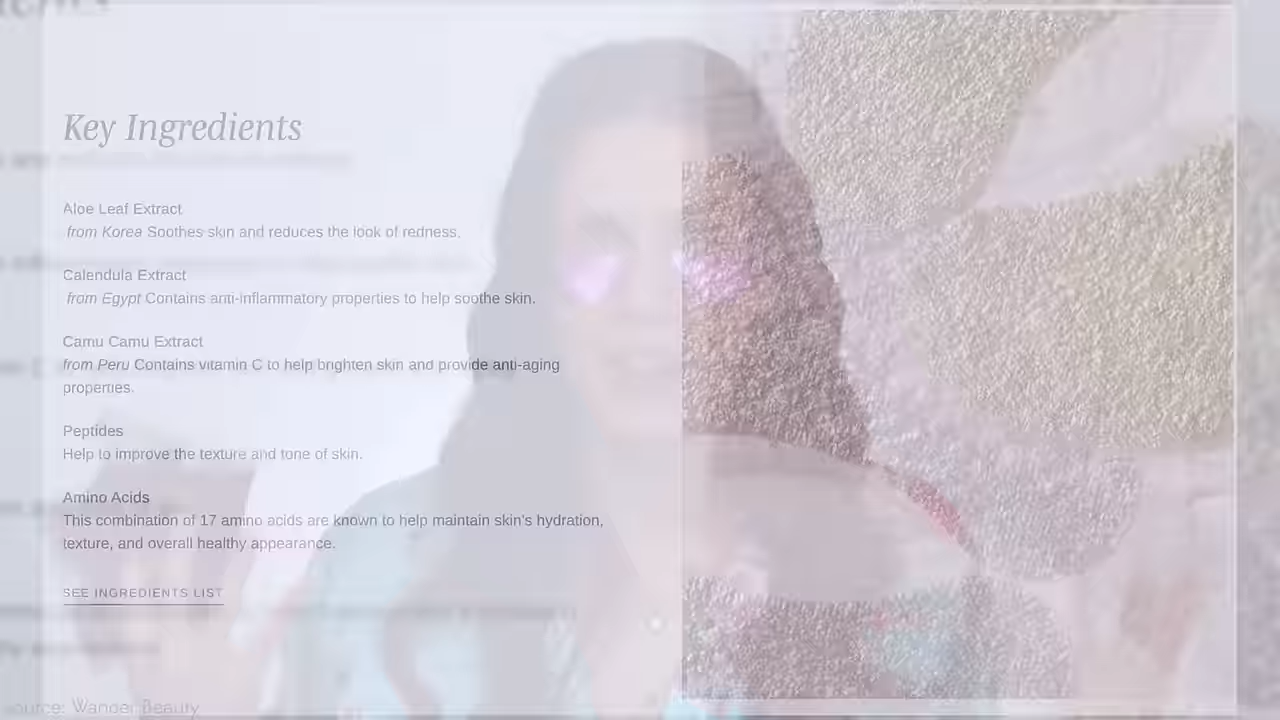 Key Ingredients
Aloe Leaf Extract
from Korea Soothes skin and reduces the look of redness.
Calendula Extract
from Egypt Contains anti-inflammatory properties to help soothe skin.
Camu Camu Extract
from Peru Contains vitamin C to help brighten skin and provide anti-aging
properties.
Peptides
Help to improve the texture and tone of skin.
Amino Acids
This combination of 17 amino acids are known to help maintain skin's hydration,
texture, and overall healthy appearance.
SEE INGREDIENTS LIST
source: Wander Beauty